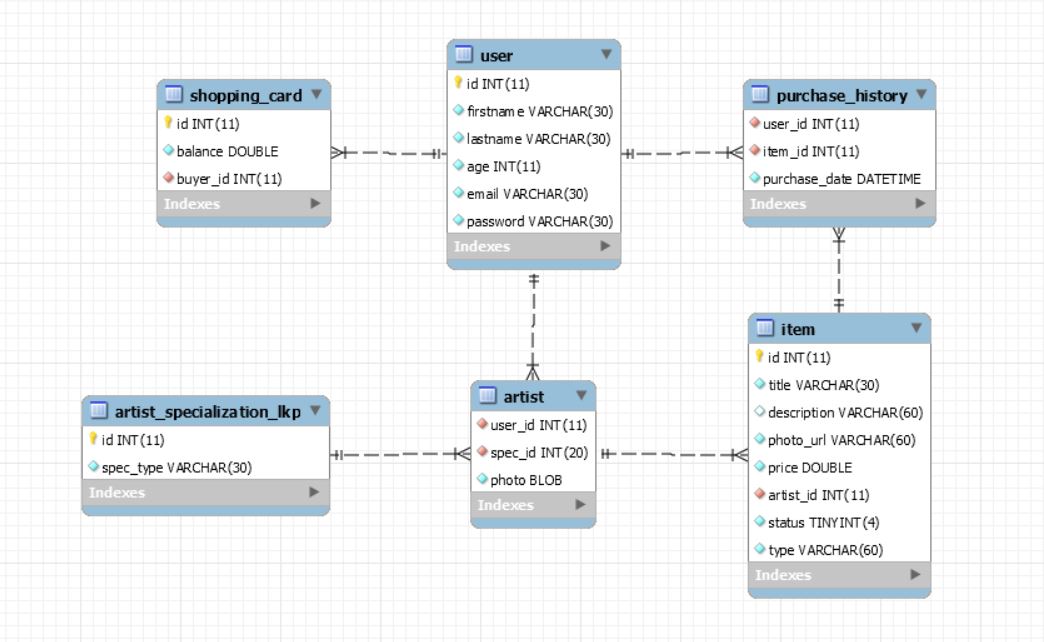 user
id INT(11)
firstname VARCHAR(30)
lastname VARCHAR(30)
age INT(11)
email VARCHAR(30)
password VARCHAR(30)
Indexes
shopping_card
id INT(11)
balance DOUBLE
buyer_id INT(11)
Indexes
purchase_history
user_id INT(11)
item_id INT(11)
purchase_date DATETIME
Indexes
artist_specialization_lkp
id INT(11)
spec_type VARCHAR(30)
Indexes
artist
user_id INT(11)
spec_id INT(20)
photo BLOB
Indexes
item
id INT(11)
title VARCHAR(30)
description VARCHAR(60)
photo_url VARCHAR(60)
price DOUBLE
artist_id INT(11)
status TINYINT(4)
type VARCHAR(60)
Indexes